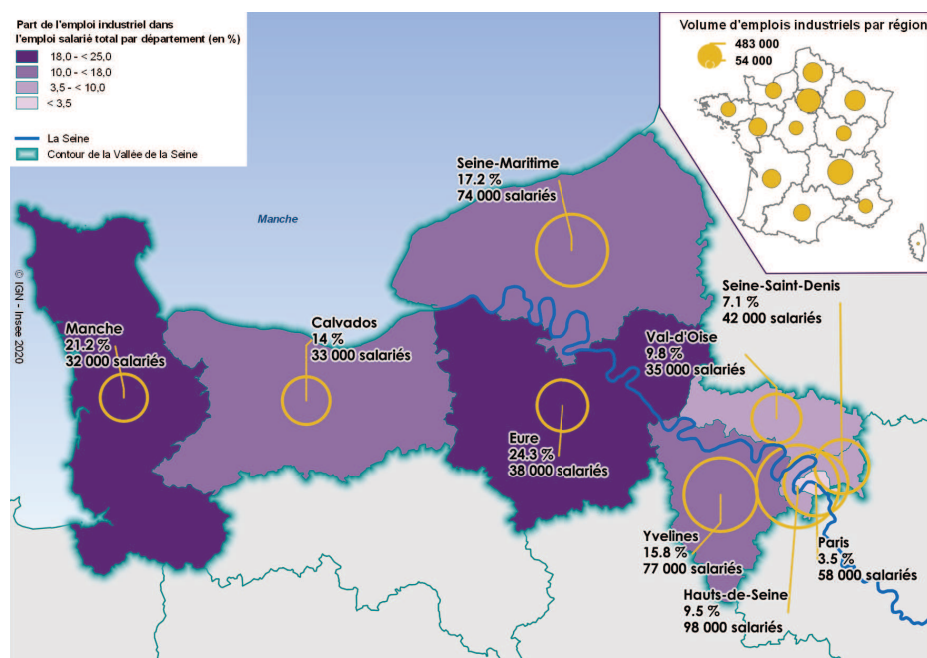 Part de l'emploi industriel dans
l'emploi salarié total par département (en %)
18,0 - < 25,0
10,0 - < 18,0
3,5 - < 10,0
< 3,5
La Seine
Contour de la Vallée de la Seine
Volume d'emplois industriels par région
483 000
54 000
Manche
© IGN - Insee 2020
Seine-Maritime
17.2 %
74 000 salariés
Manche
21.2 %
32 000 salariés
Calvados
14 %
33 000 salariés
Eure
24.3 %
38 000 salariés
Seine-Saint-Denis
7.1 %
42 000 salariés
Val-d'Oise
9.8 %
35 000 salariés
Yvelines
15.8 %
77 000 salariés
Paris
3.5 %
58 000 salariés
Hauts-de-Seine
9.5 %
98 000 salariés